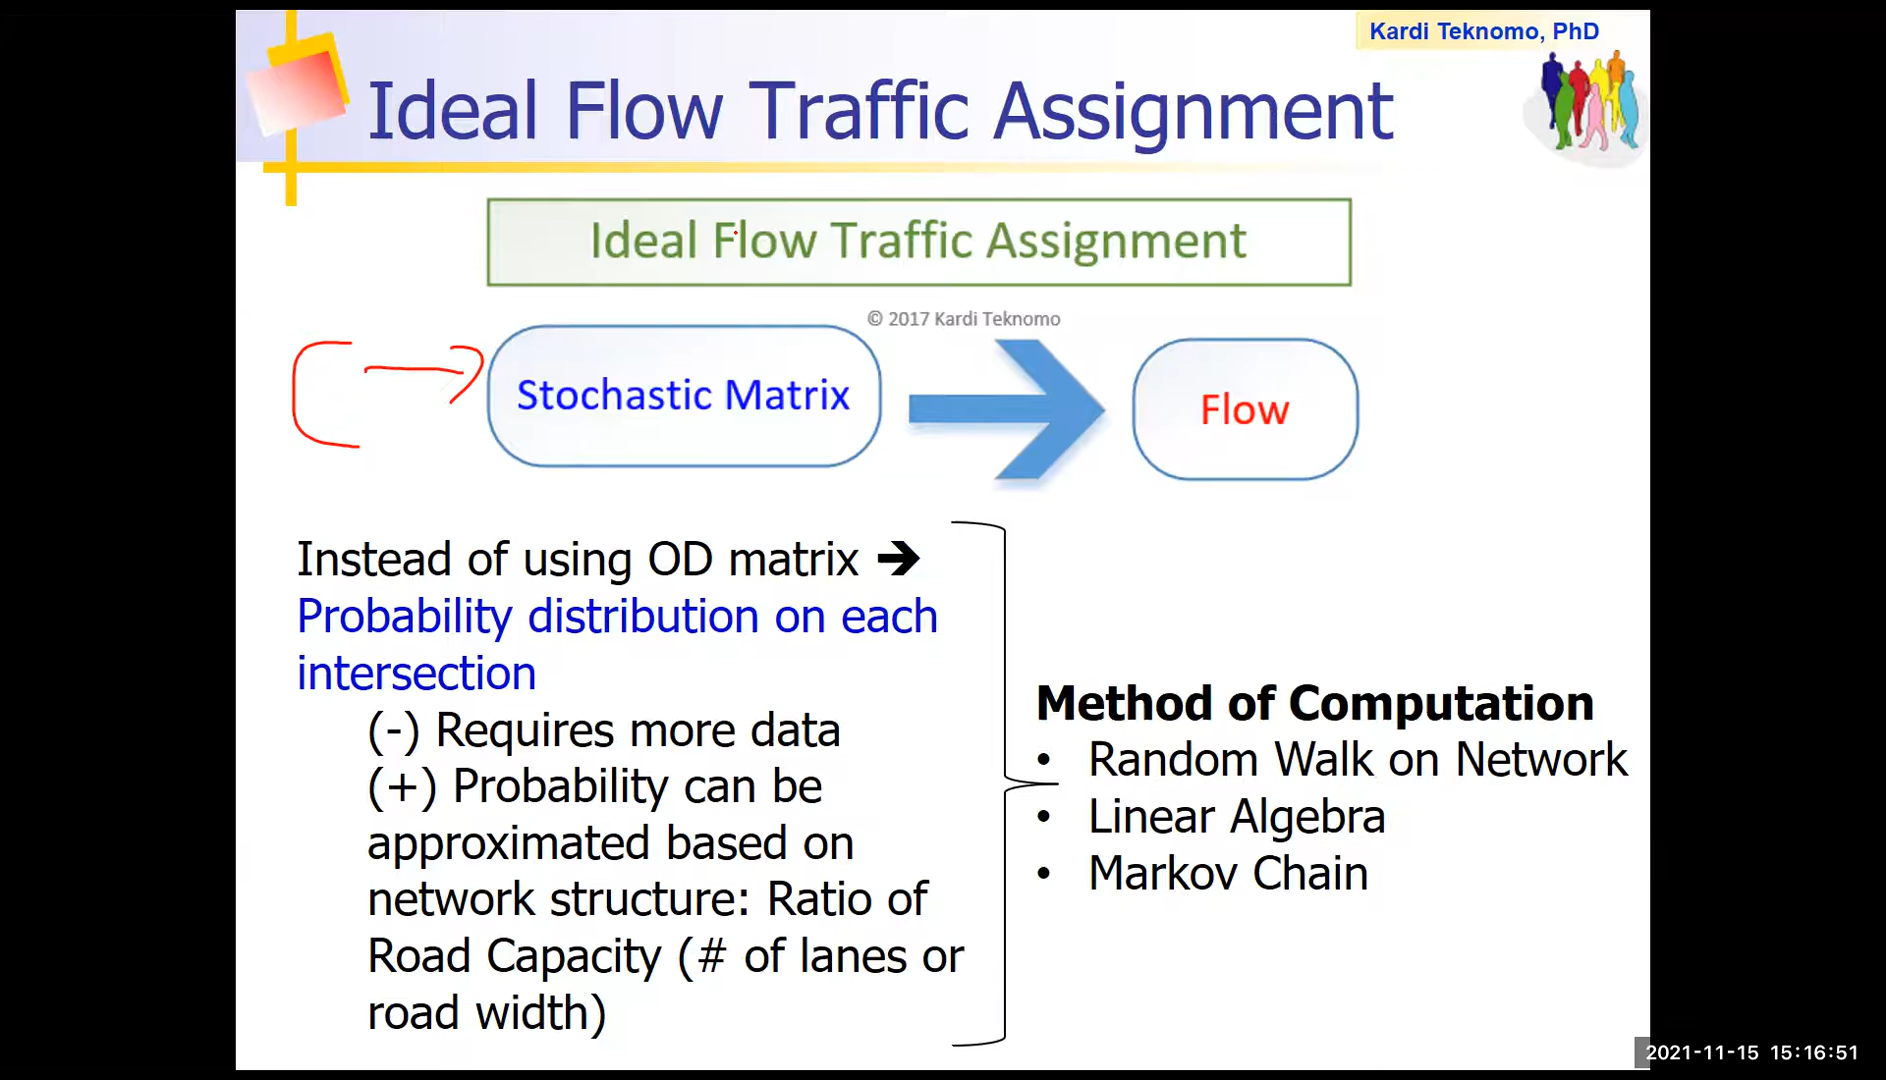 Kardi Teknomo, PhD
Ideal Flow Traffic Assignment
Ideal Flow Traffic Assignment
© 2017 Kardi Teknomo
Stochastic Matrix
Flow
Instead of using OD matrix ➔
Probability distribution on each
intersection
(-) Requires more data
(+) Probability can be
approximated based on
network structure: Ratio of
Road Capacity (# of lanes or
road width)
Method of Computation
• Random Walk on Network
• Linear Algebra
• Markov Chain
2021-11-15 15:16:51